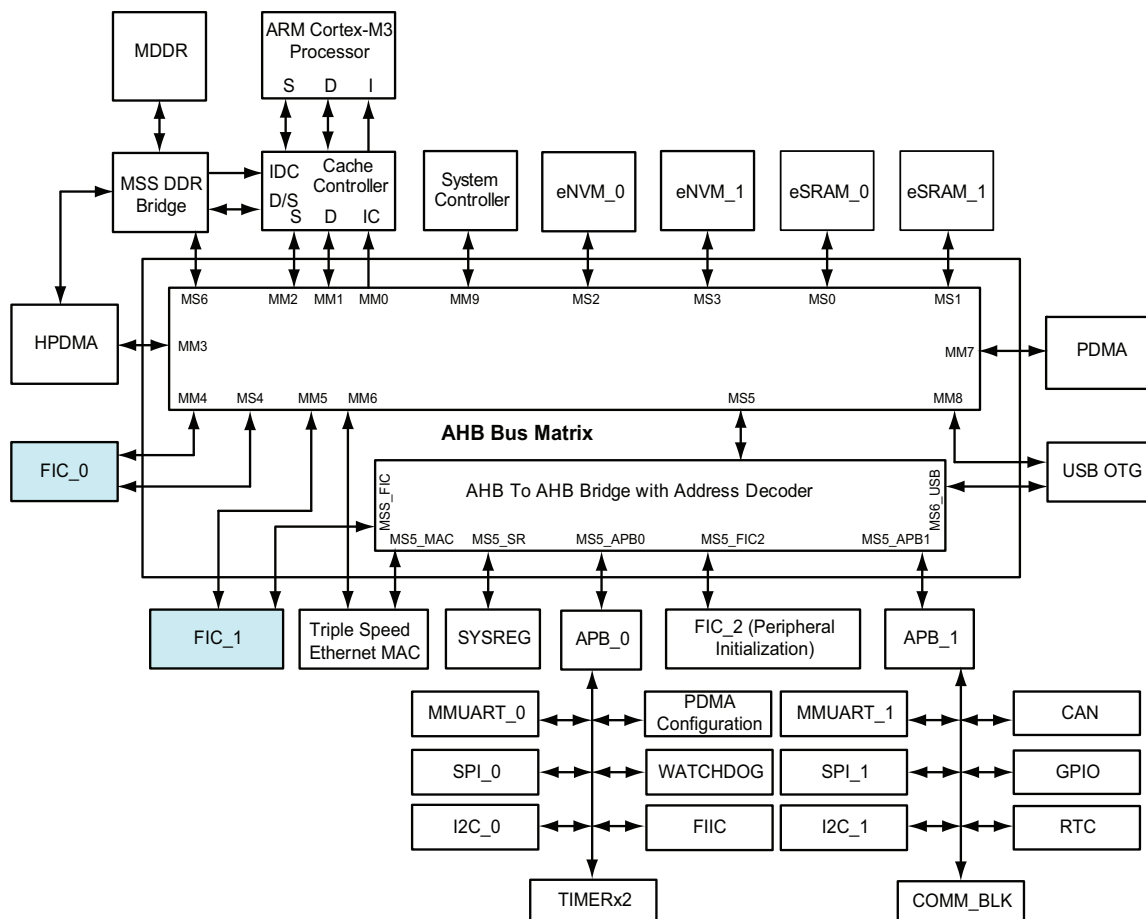 MDDR
ARM Cortex-M3
Processor
S D I
MSS DDR
Bridge
IDC
Cache
Controller
D/S
S D IC
System
Controller
eNVM_0
eNVM_1
eSRAM_0
eSRAM_1
MS6
MM2
MM1
MM0
MM9
MS2
MS3
MS0
MS1
HPDMA
MM3
MM7
PDMA
MM4
MS4
MM5
MM6
MS5
MM8
AHB Bus Matrix
FIC_0
USB OTG
MSS_FIC
AHB To AHB Bridge with Address Decoder
MS6_USB
MS5_MAC
MS5_SR
MS5_APB0
MS5_FIC2
MS5_APB1
FIC_1
Triple Speed
Ethernet MAC
SYSREG
APB_0
FIC_2 (Peripheral
Initialization)
APB_1
MMUART_0
PDMA
Configuration
MMUART_1
CAN
SPI_0
WATCHDOG
SPI_1
GPIO
I2C_0
FIIC
I2C_1
RTC
TIMERx2
COMM_BLK